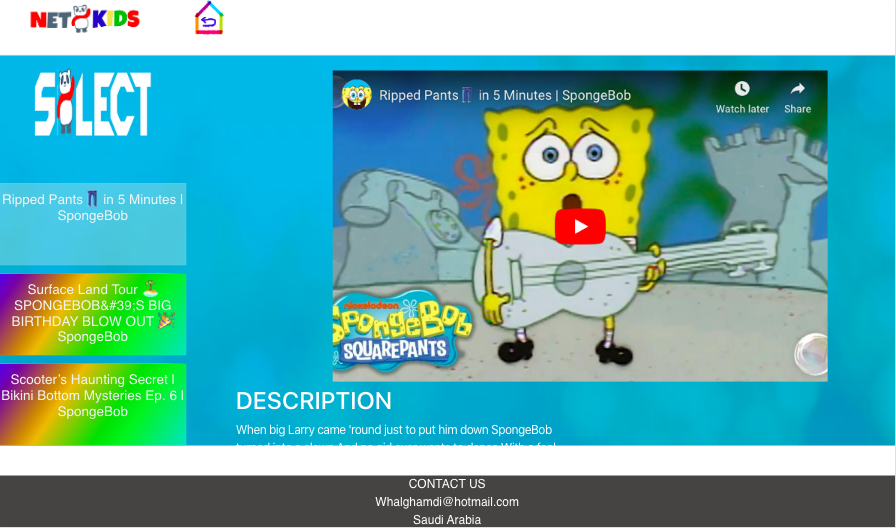 NET KIDS
SELECT
Ripped Pants👖 in 5 Minutes | SpongeBob
Watch later
Share
Ripped Pants👖 in 5 Minutes |
SpongeBob
Surface Land Tour 🏝️
SPONGEBOB&#39;S BIG
BIRTHDAY BLOW OUT 🎉
SpongeBob
Scooter's Haunting Secret |
Bikini Bottom Mysteries Ep. 6 |
SpongeBob
nickelodeon
SpongeBob
SQUAREPANTS
DESCRIPTION
When big Larry came 'round just to put him down SpongeBob
CONTACT US
Whalghamdi@hotmail.com
Saudi Arabia